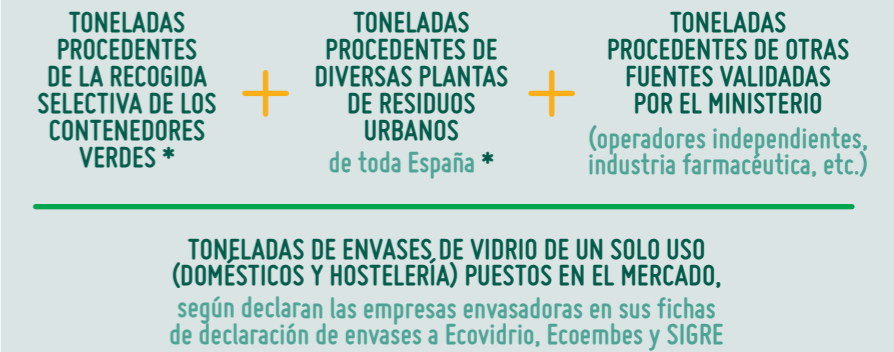 TONELADAS
PROCEDENTES
DE LA RECOGIDA
SELECTIVA DE LOS
CONTENEDORES
VERDES *
+
TONELADAS
PROCEDENTES DE
DIVERSAS PLANTAS
DE RESIDUOS
URBANOS
de toda España *
+
TONELADAS
PROCEDENTES DE OTRAS
FUENTES VALIDADAS
POR EL MINISTERIO
(operadores independientes,
industria farmacéutica, etc.)
TONELADAS DE ENVASES DE VIDRIO DE UN SOLO USO
(DOMÉSTICOS Y HOSTELERÍA) PUESTOS EN EL MERCADO,
según declaran las empresas envasadoras en sus fichas
de declaración de envases a Ecovidrio, Ecoembes y SIGRE